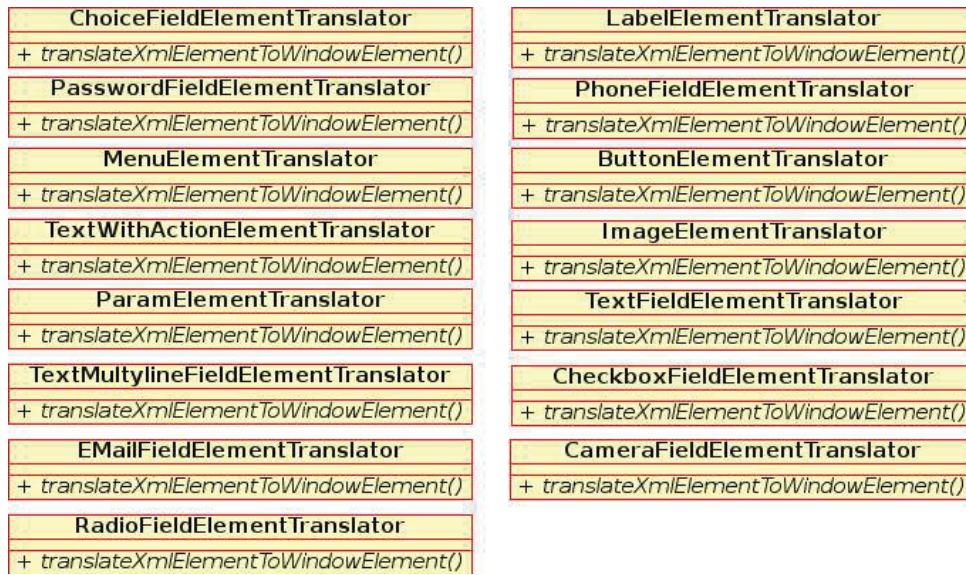 ChoiceFieldElementTranslator
+ translateXmlElementToWindowElement()
PasswordFieldElementTranslator
+ translateXmlElementToWindowElement()
MenuElementTranslator
+ translateXmlElementToWindowElement()
TextWithActionElementTranslator
+ translateXmlElementToWindowElement()
ParamElementTranslator
+ translateXmlElementToWindowElement()
TextMultylineFieldElementTranslator
+ translateXmlElementToWindowElement()
EMailFieldElementTranslator
+ translateXmlElementToWindowElement()
RadioFieldElementTranslator
+ translateXmlElementToWindowElement()
LabelElementTranslator
+ translateXmlElementToWindowElement()
PhoneFieldElementTranslator
+ translateXmlElementToWindowElement()
ButtonElementTranslator
+ translateXmlElementToWindowElement()
ImageElementTranslator
+ translateXmlElementToWindowElement()
TextFieldElementTranslator
+ translateXmlElementToWindowElement()
CheckboxFieldElementTranslator
+ translateXmlElementToWindowElement()
CameraFieldElementTranslator
+ translateXmlElementToWindowElement()